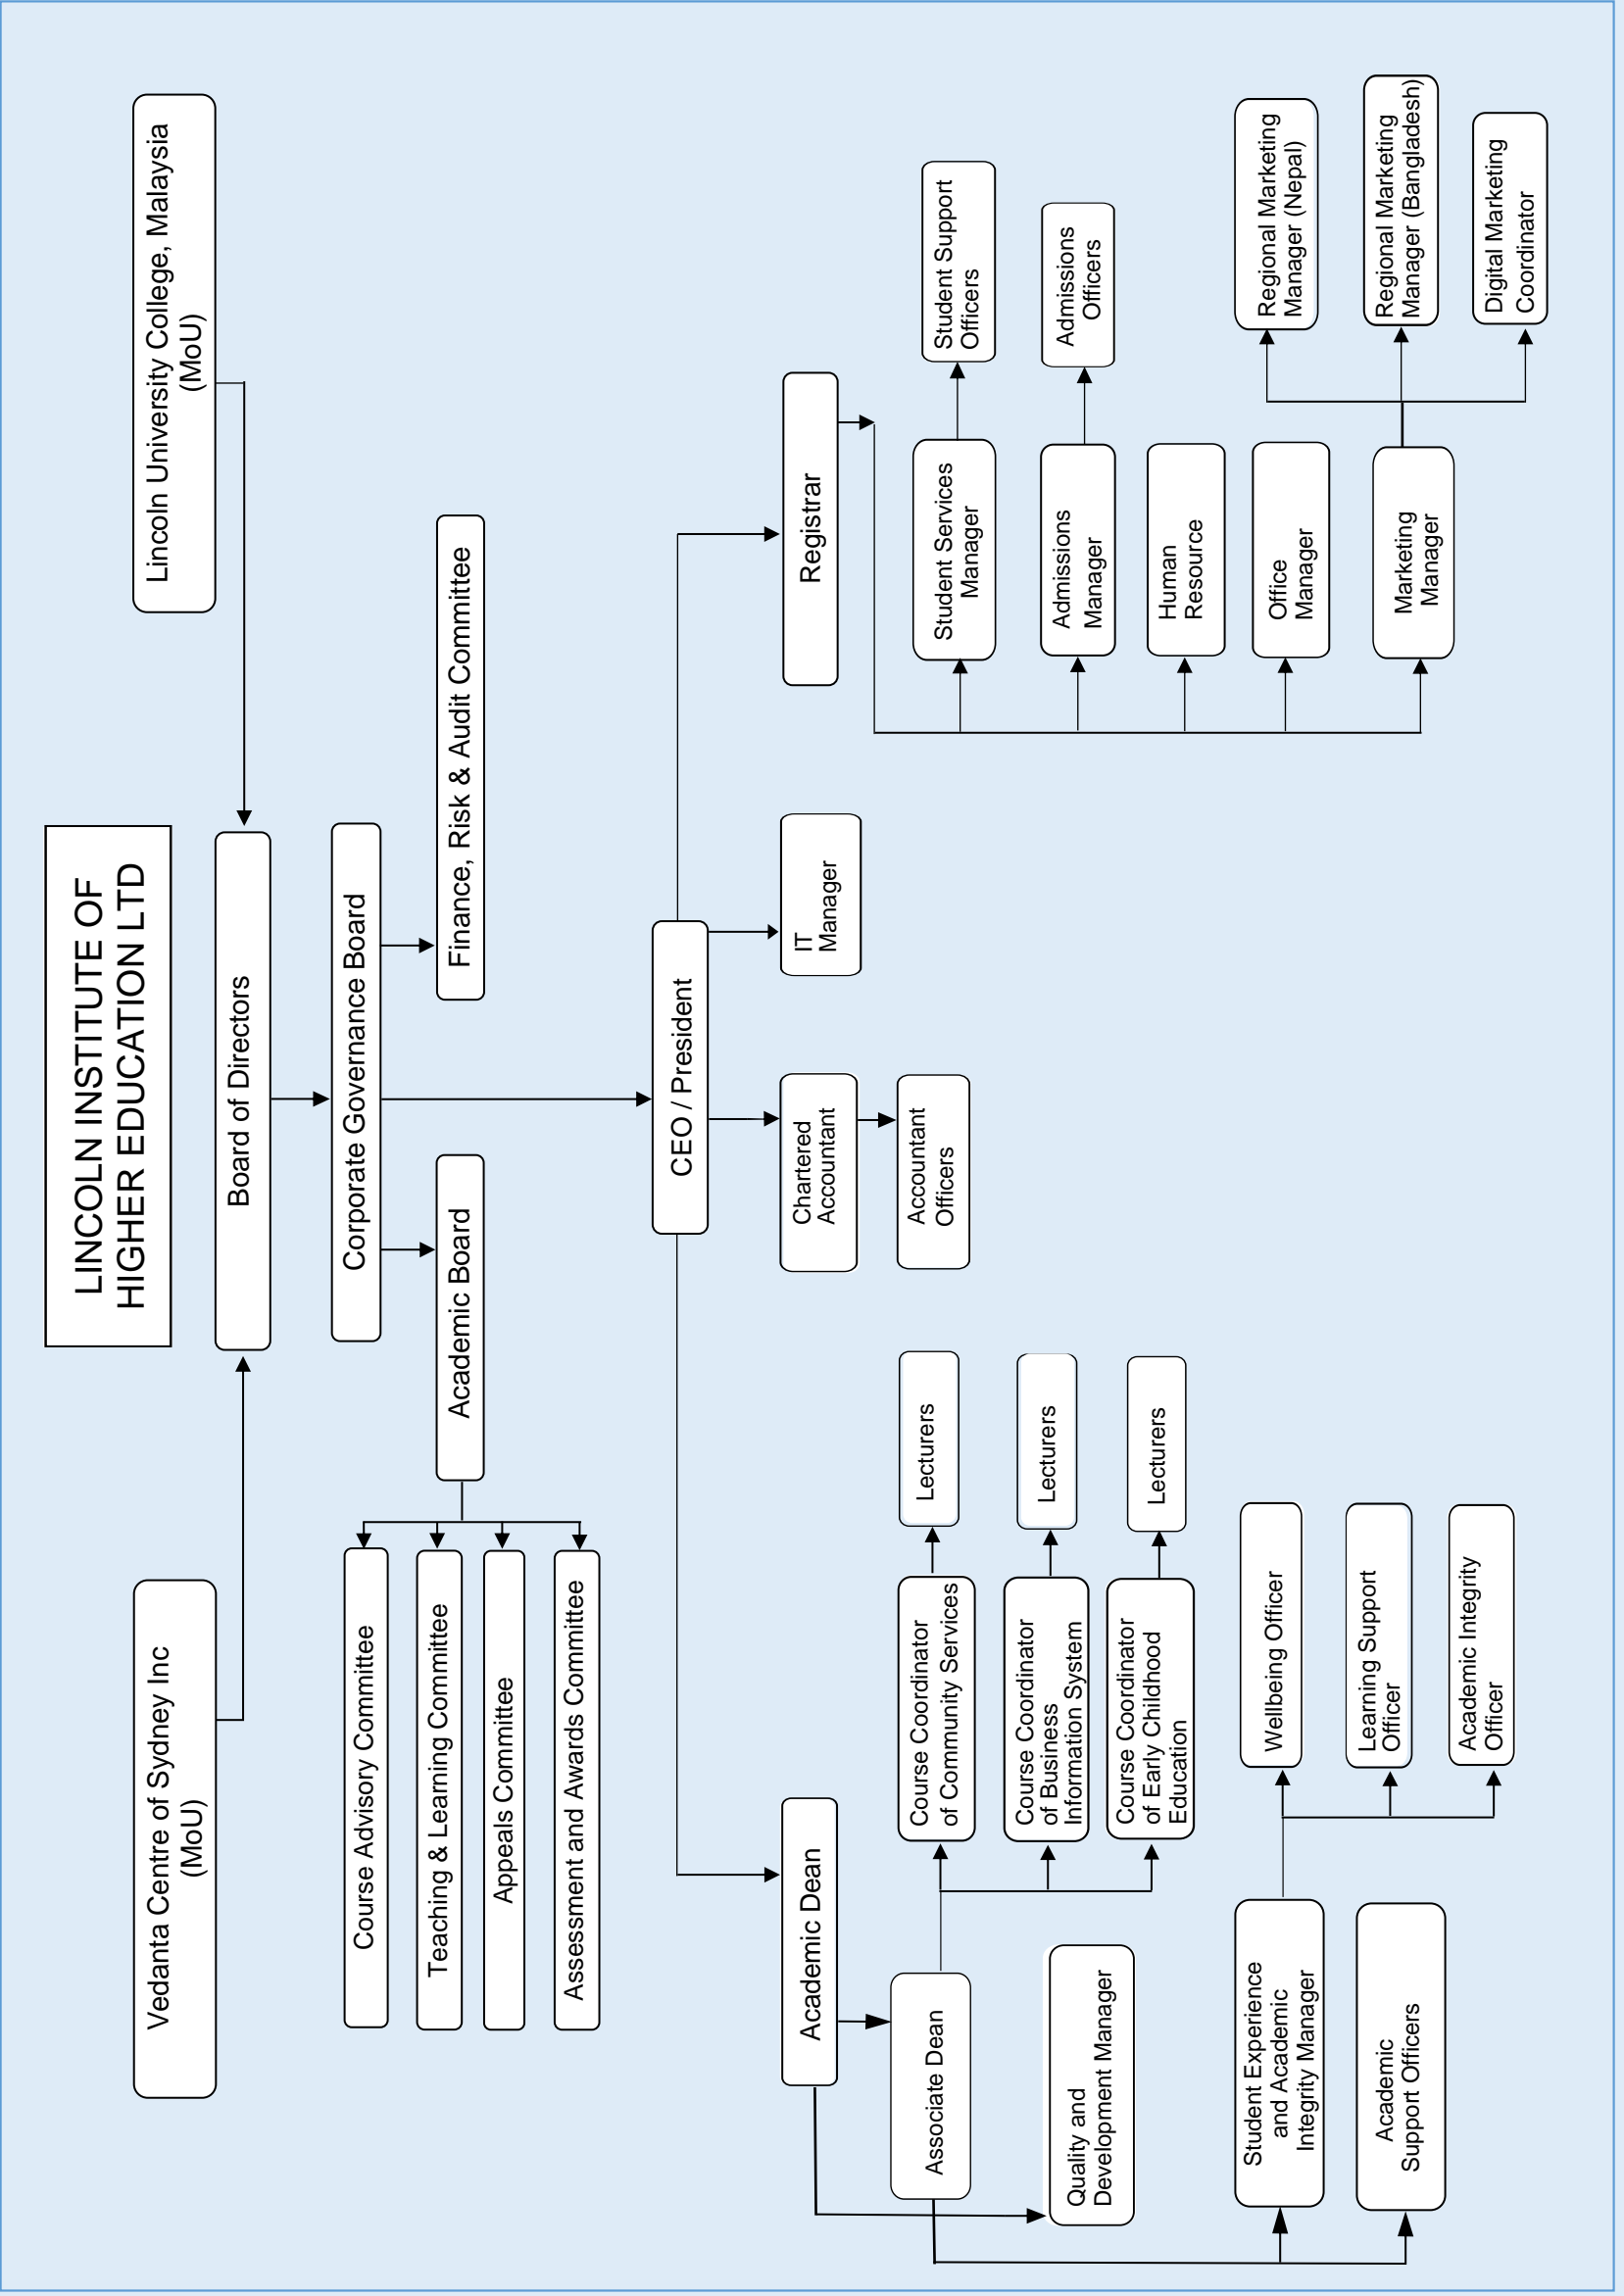 LINCOLN INSTITUTE OF
HIGHER EDUCATION LTD
Vedanta Centre of Sydney Inc
(MoU)
Lincoln University College, Malaysia
(MoU)
Board of Directors
Corporate Governance Board
Academic Board
Finance, Risk & Audit Committee
Course Advisory Committee
Teaching & Learning Committee
Appeals Committee
Assessment and Awards Committee
CEO / President
Academic Dean
Chartered
Accountant
IT
Manager
Registrar
Accountant
Officers
Associate Dean
Quality and
Development Manager
Course Coordinator
of Community Services
Lecturers
Course Coordinator
of Business
Information System
Lecturers
Course Coordinator
of Early Childhood
Education
Lecturers
Student Experience
and Academic
Integrity Manager
Academic
Support Officers
Wellbeing Officer
Learning Support
Officer
Academic Integrity
Officer
Student Services
Manager
Student Support
Officers
Admissions
Manager
Admissions
Officers
Human
Resource
Office
Manager
Marketing
Manager
Regional Marketing
Manager (Nepal)
Regional Marketing
Manager (Bangladesh)
Digital Marketing
Coordinator